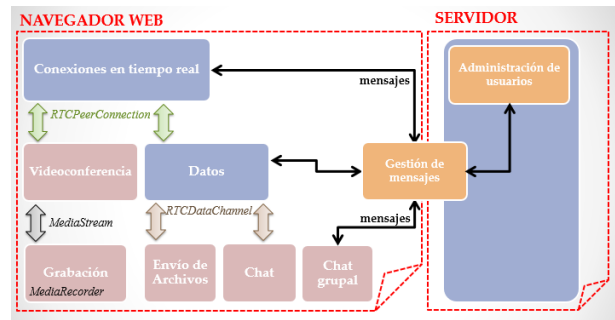 NAVEGADOR WEB
SERVIDOR
Conexiones en tiempo real
Administración de
usuarios
mensajes
RTCPeerConnection
Videoconferencia
Datos
Gestión de
mensajes
RTCDataChannel
MediaStream
mensajes
Grabación
MediaRecorder
Envío de
Archivos
Chat
Chat
grupal